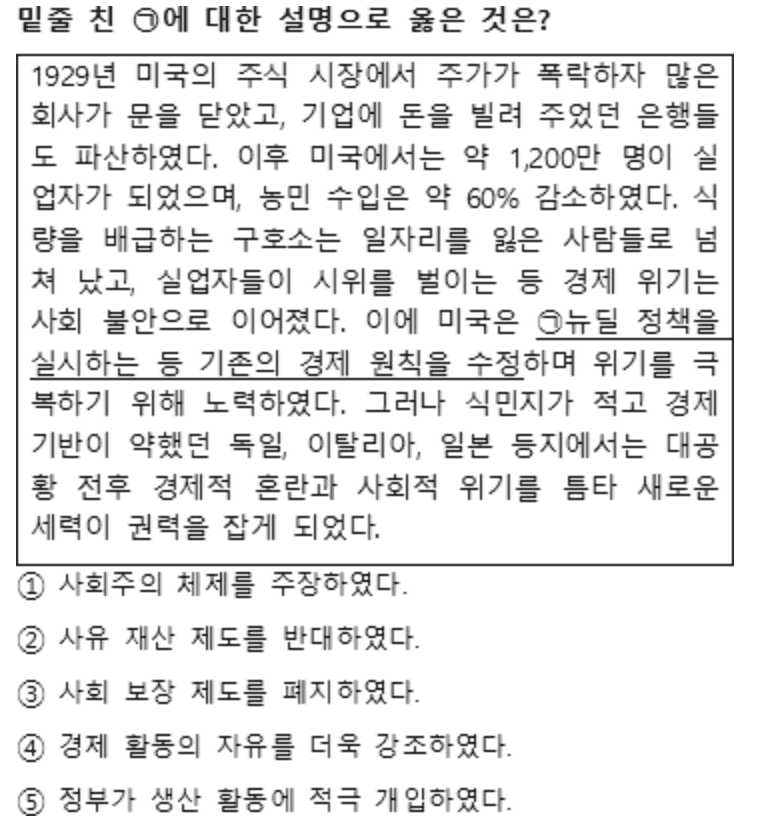 밑줄 친 ㉠에 대한 설명으로 옳은 것은?
1929년 미국의 주식 시장에서 주가가 폭락하자 많은
회사가 문을 닫았고, 기업에 돈을 빌려 주었던 은행들
도 파산하였다. 이후 미국에서는 약 1,200만 명이 실
업자가 되었으며, 농민 수입은 약 60% 감소하였다. 식
량을 배급하는 구호소는 일자리를 잃은 사람들로 넘
쳐 났고, 실업자들이 시위를 벌이는 등 경제 위기는
사회 불안으로 이어졌다. 이에 미국은 ㉠뉴딜 정책을
실시하는 등 기존의 경제 원칙을 수정하며 위기를 극
복하기 위해 노력하였다. 그러나 식민지가 적고 경제
기반이 약했던 독일, 이탈리아, 일본 등지에서는 대공
황 전후 경제적 혼란과 사회적 위기를 틈타 새로운
세력이 권력을 잡게 되었다.
① 사회주의 체제를 주장하였다.
② 사유 재산 제도를 반대하였다.
③ 사회 보장 제도를 폐지하였다.
④ 경제 활동의 자유를 더욱 강조하였다.
⑤ 정부가 생산 활동에 적극 개입하였다.